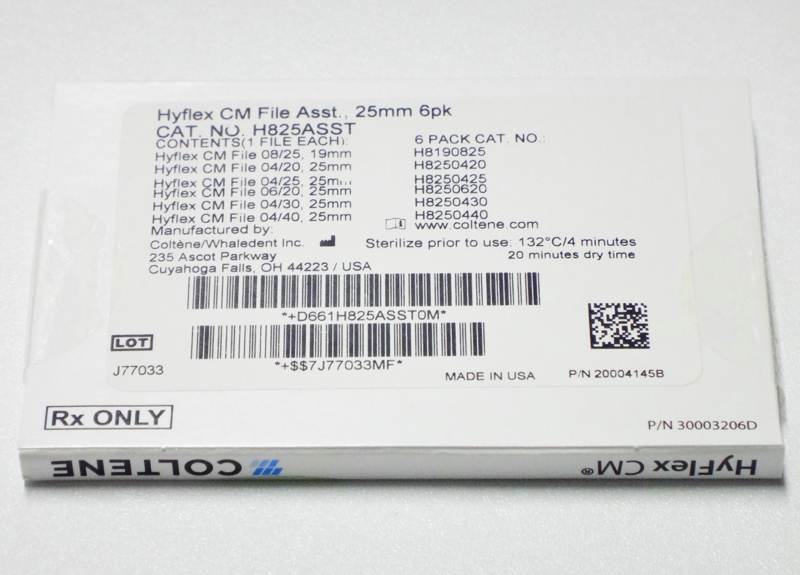 Hyflex CM File Asst., 25mm 6pk
CAT. NO. H825ASST
CONTENTS(1 FILE EACH): 6 PACK CAT. NO.:
Hyflex CM File 08/25, 19mm H8190825
Hyflex CM File 04/20, 25mm H8250420
Hyflex CM File 04/25, 25mm H8250425
Hyflex CM File 06/20, 25mm H8250620
Hyflex CM File 04/30, 25mm H8250430
Hyflex CM File 04/40, 25mm H8250440
Manufactured by: www.coltene.com
Coltène/Whaledent Inc. Sterilize prior to use: 132°C/4 minutes
235 Ascot Parkway 20 minutes dry time
Cuyahoga Falls, OH 44223 / USA
*+D661H825ASST0M*
LOT
*+$$7J77033MF*
J77033 MADE IN USA P/N 20004145B
Rx ONLY P/N 30003206D
COLTENE HyFlex CM®